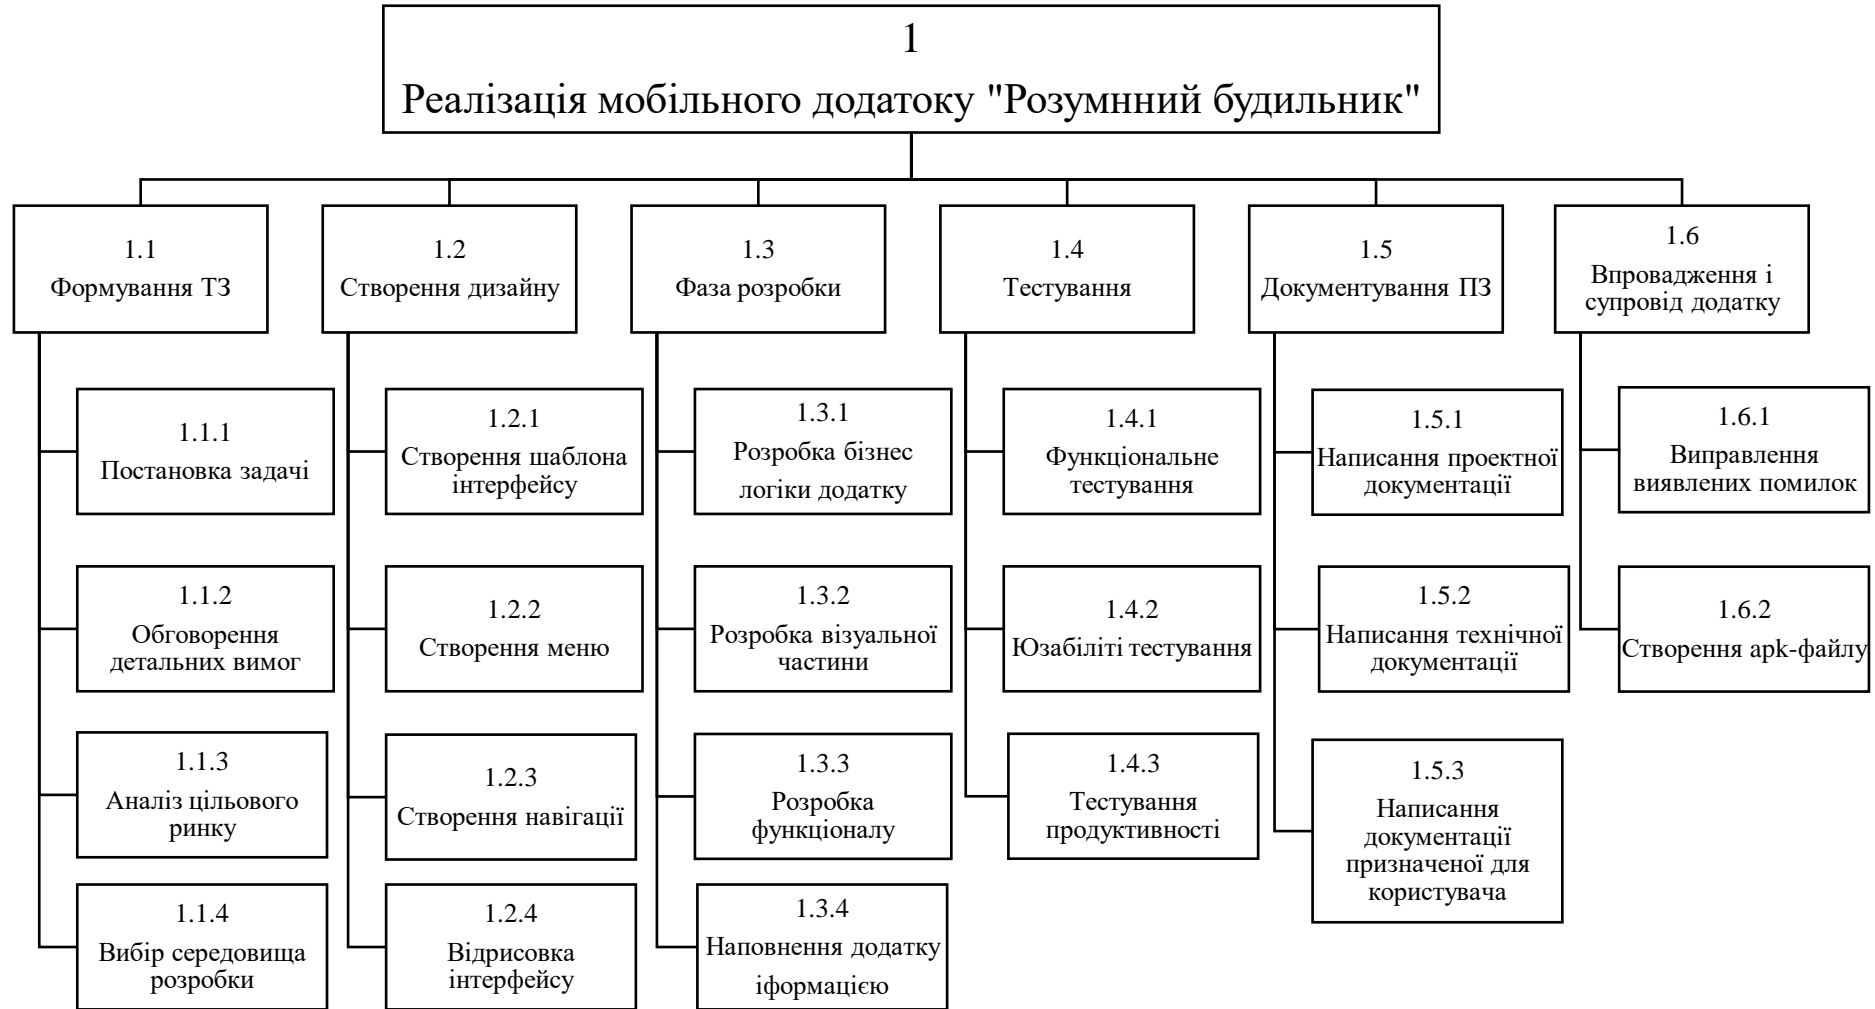 1
Реалізація мобільного додатоку "Розумнний будильник"
1.1
Формування ТЗ
1.2
Створення дизайну
1.3
Фаза розробки
1.4
Тестування
1.5
Документування ПЗ
1.6
Впровадження і
супровід додатку
1.1.1
Постановка задачі
1.1.2
Обговорення
детальних вимог
1.1.3
Аналіз цільового
ринку
1.1.4
Вибір середовища
розробки
1.2.1
Створення шаблона
інтерфейсу
1.2.2
Створення меню
1.2.3
Створення навігації
1.2.4
Відрисовка
інтерфейсу
1.3.1
Розробка бізнес
логіки додатку
1.3.2
Розробка візуальної
частини
1.3.3
Розробка
функціоналу
1.3.4
Наповнення додатку
іформацією
1.4.1
Функціональне
тестування
1.4.2
Юзабіліті тестування
1.4.3
Тестування
продуктивності
1.5.1
Написання проектної
документації
1.5.2
Написання технічної
документації
1.5.3
Написання
документації
призначеної для
користувача
1.6.1
Виправлення
виявлених помилок
1.6.2
Створення apk-файлу